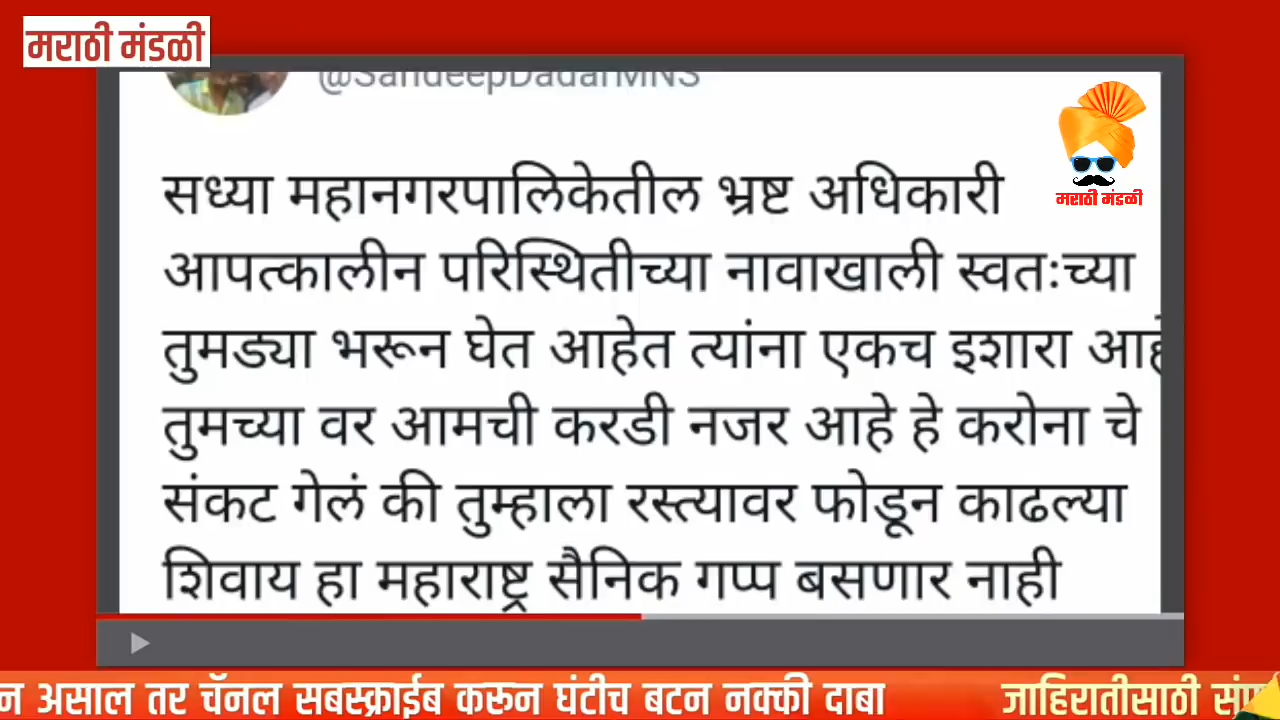 मराठी मंडळी
@SandeepDadarMNS
मराठी मंडळी
सध्या महानगरपालिकेतील भ्रष्ट अधिकारी
आपत्कालीन परिस्थितीच्या नावाखाली स्वतःच्या
तुमड्या भरून घेत आहेत त्यांना एकच इशारा आहे
तुमच्या वर आमची करडी नजर आहे हे करोना चे
संकट गेलं की तुम्हाला रस्त्यावर फोडून काढल्या
शिवाय हा महाराष्ट्र सैनिक गप्प बसणार नाही
न असाल तर चॅनल सबस्क्राईब करून घंटीच बटन नक्की दाबा जाहिरातीसाठी